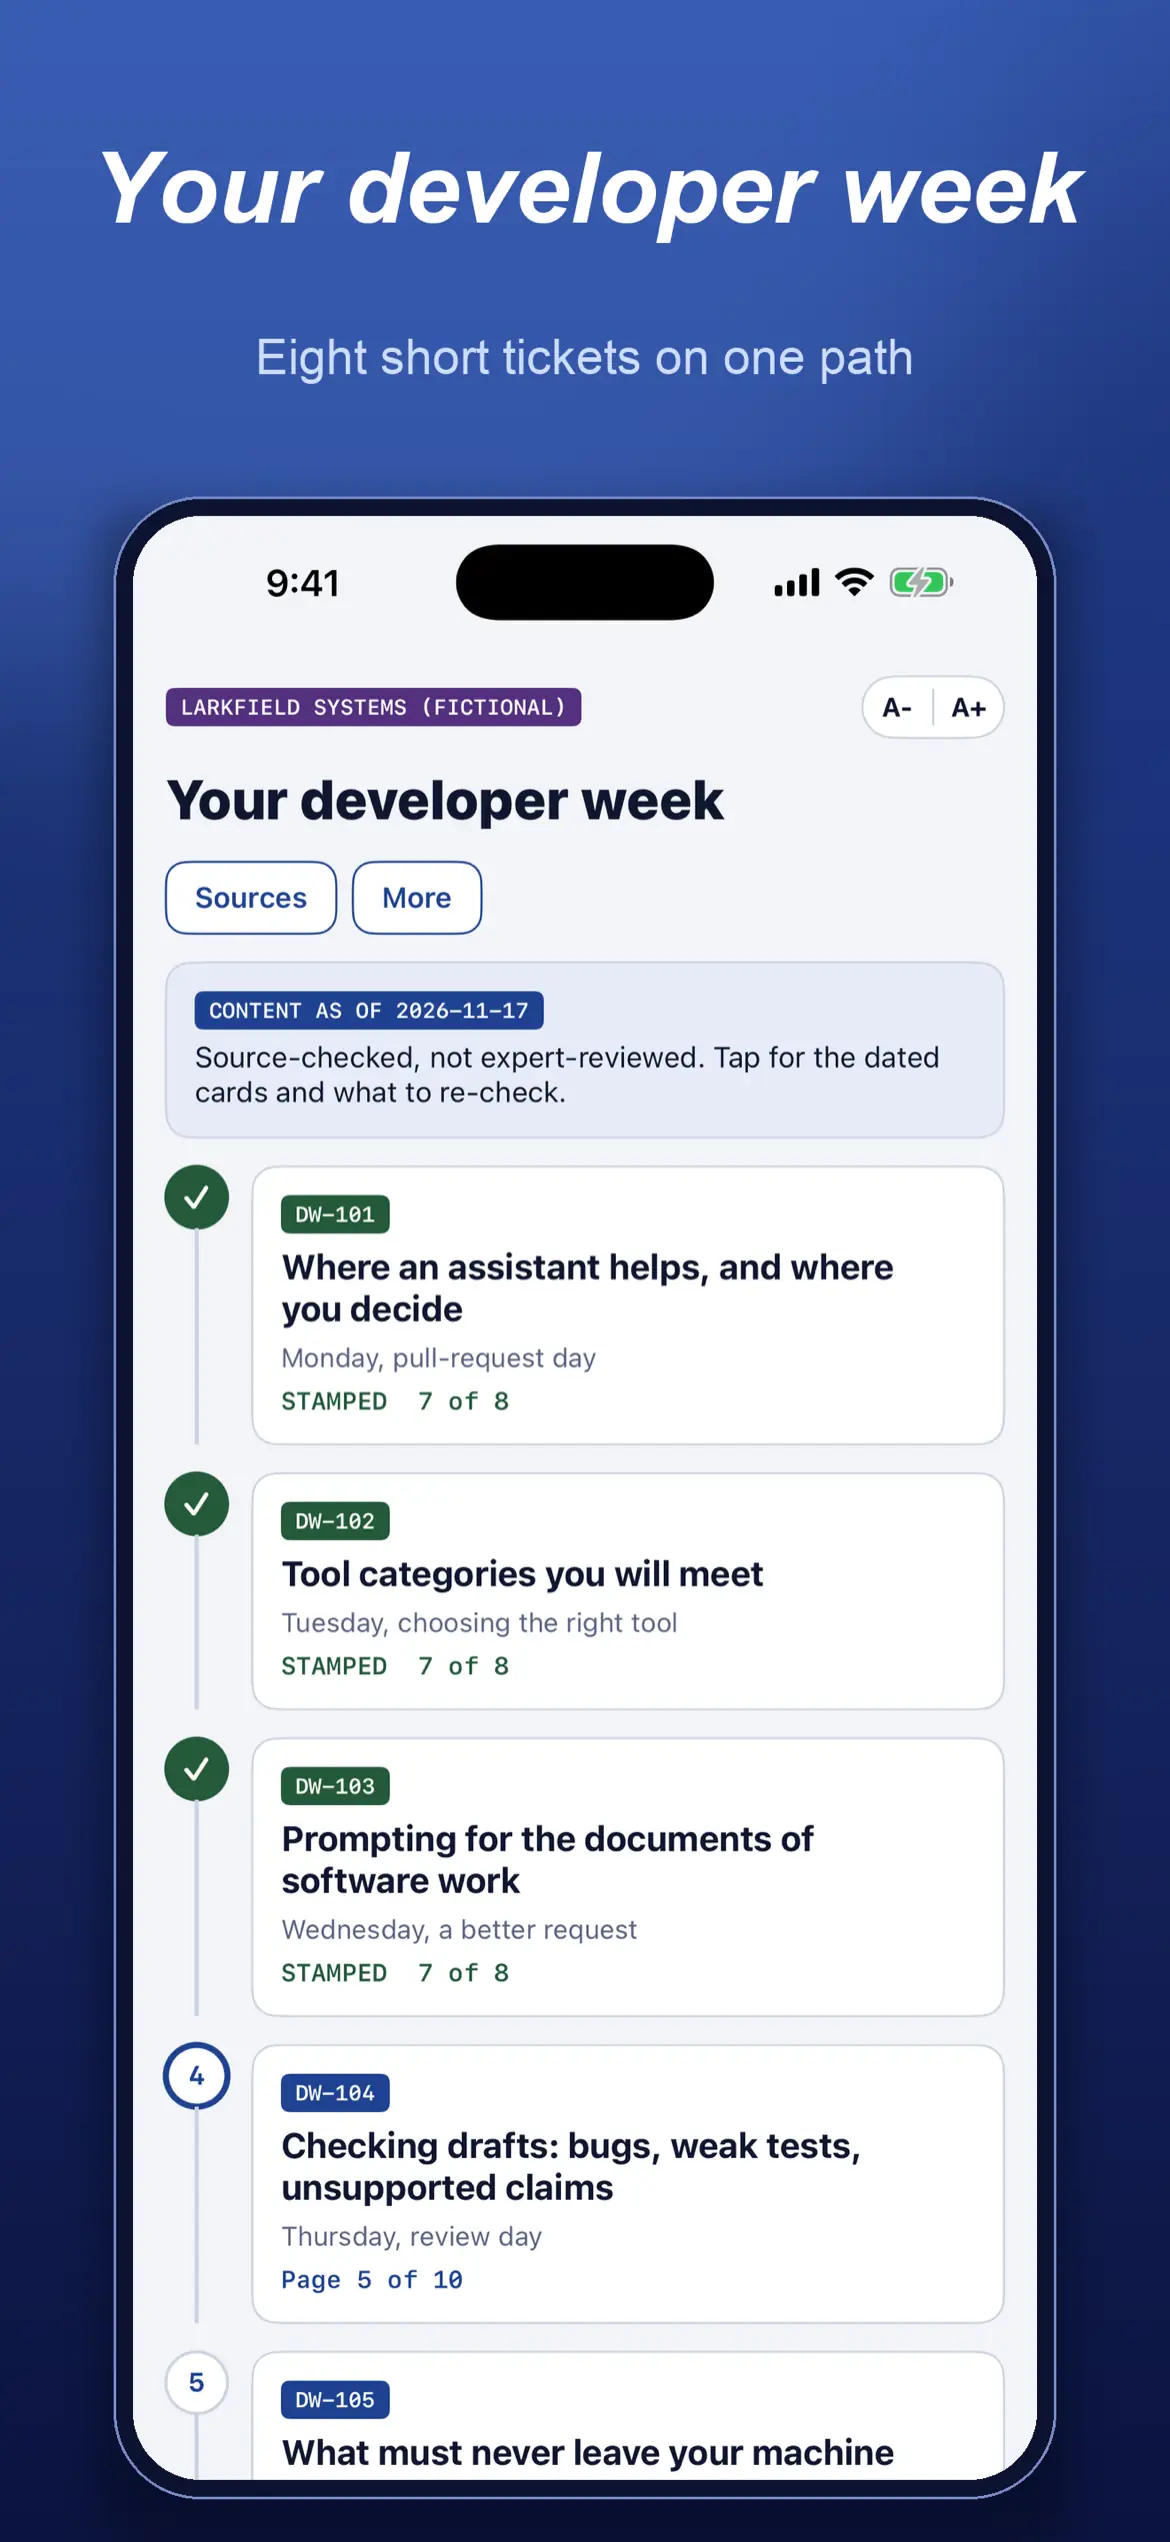 Your developer week
Eight short tickets on one path
9:41
LARKFIELD SYSTEMS (FICTIONAL)
A- A+
Your developer week
Sources More
CONTENT AS OF 2026-11-17
Source-checked, not expert-reviewed. Tap for the dated
cards and what to re-check.
DW-101
Where an assistant helps, and where
you decide
Monday, pull-request day
STAMPED 7 of 8
DW-102
Tool categories you will meet
Tuesday, choosing the right tool
STAMPED 7 of 8
DW-103
Prompting for the documents of
software work
Wednesday, a better request
STAMPED 7 of 8
4
DW-104
Checking drafts: bugs, weak tests,
unsupported claims
Thursday, review day
Page 5 of 10
5
DW-105
What must never leave your machine